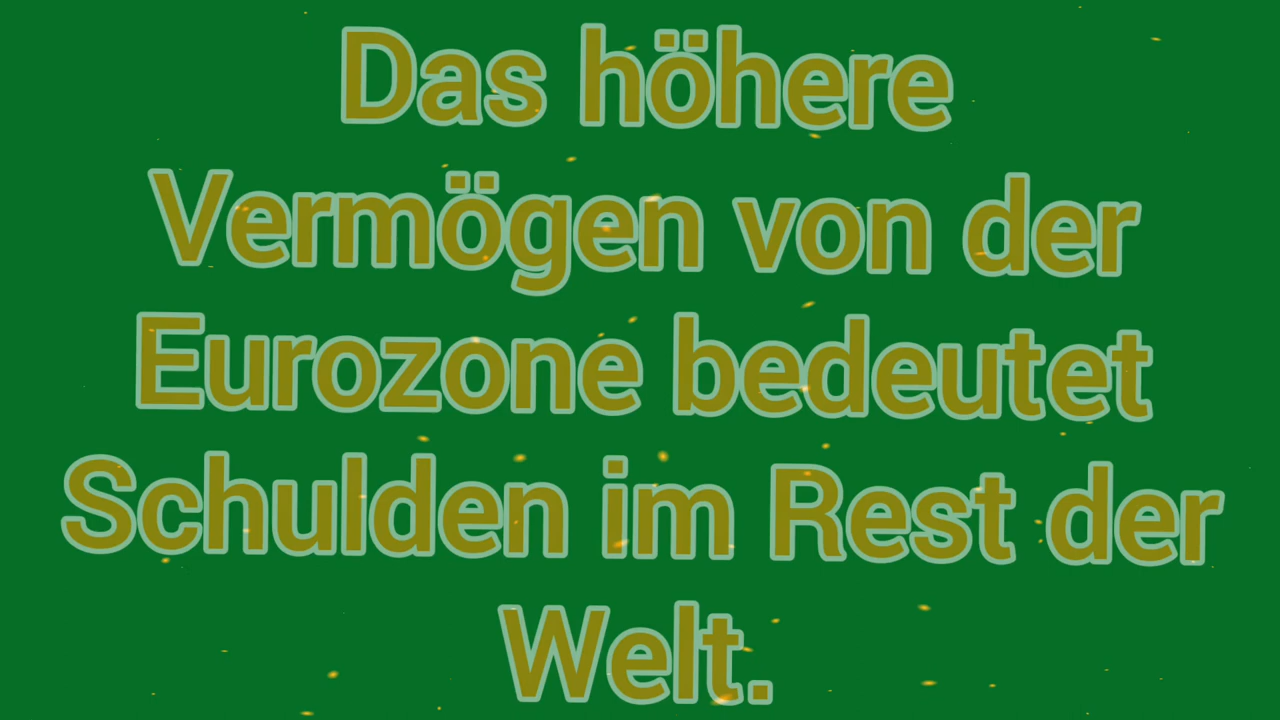 Das höhere
Vermögen von der
Eurozone bedeutet
Schulden im Rest der
Welt.